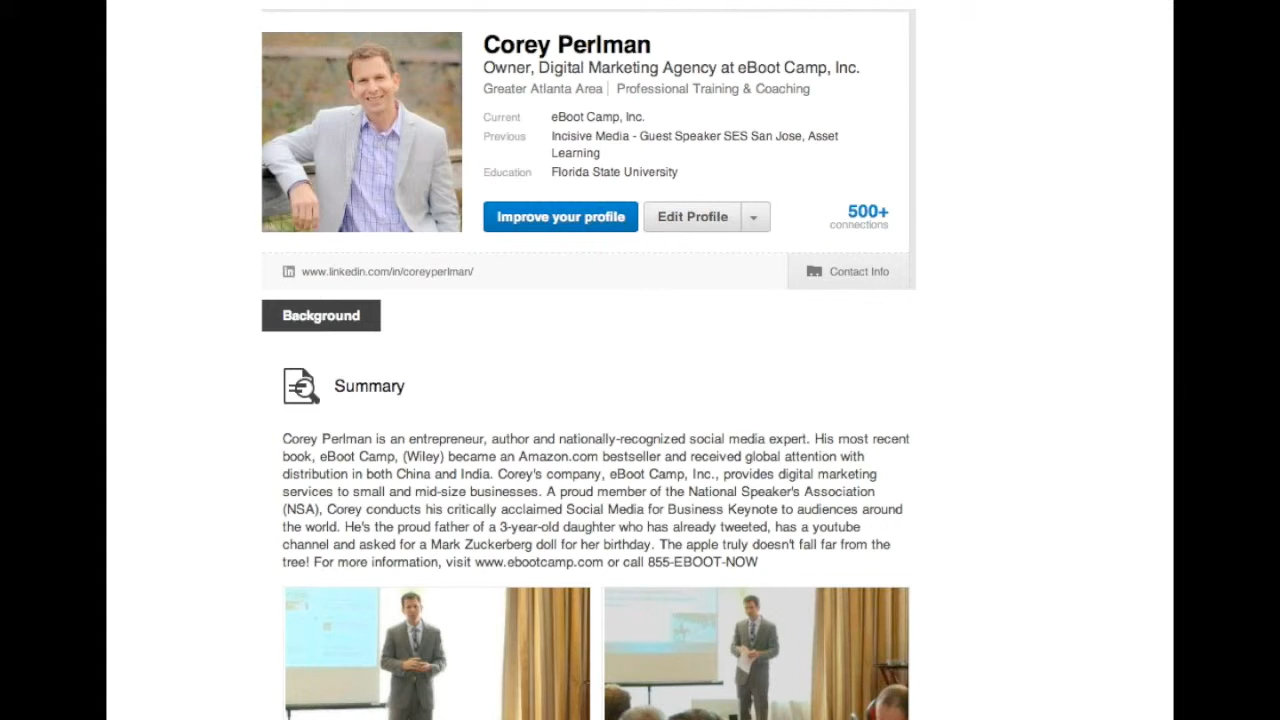 Corey Perlman
Owner, Digital Marketing Agency at eBoot Camp, Inc.
Greater Atlanta Area | Professional Training & Coaching
Current eBoot Camp, Inc.
Previous Incisive Media - Guest Speaker SES San Jose, Asset
Learning
Education Florida State University
Improve your profile Edit Profile 500+
connections
in www.linkedin.com/in/coreyperlman/ Contact Info
Background
Summary
Corey Perlman is an entrepreneur, author and nationally-recognized social media expert. His most recent
book, eBoot Camp, (Wiley) became an Amazon.com bestseller and received global attention with
distribution in both China and India. Corey's company, eBoot Camp, Inc., provides digital marketing
services to small and mid-size businesses. A proud member of the National Speaker's Association
(NSA), Corey conducts his critically acclaimed Social Media for Business Keynote to audiences around
the world. He's the proud father of a 3-year-old daughter who has already tweeted, has a youtube
channel and asked for a Mark Zuckerberg doll for her birthday. The apple truly doesn't fall far from the
tree! For more information, visit www.ebootcamp.com or call 855-EBOOT-NOW